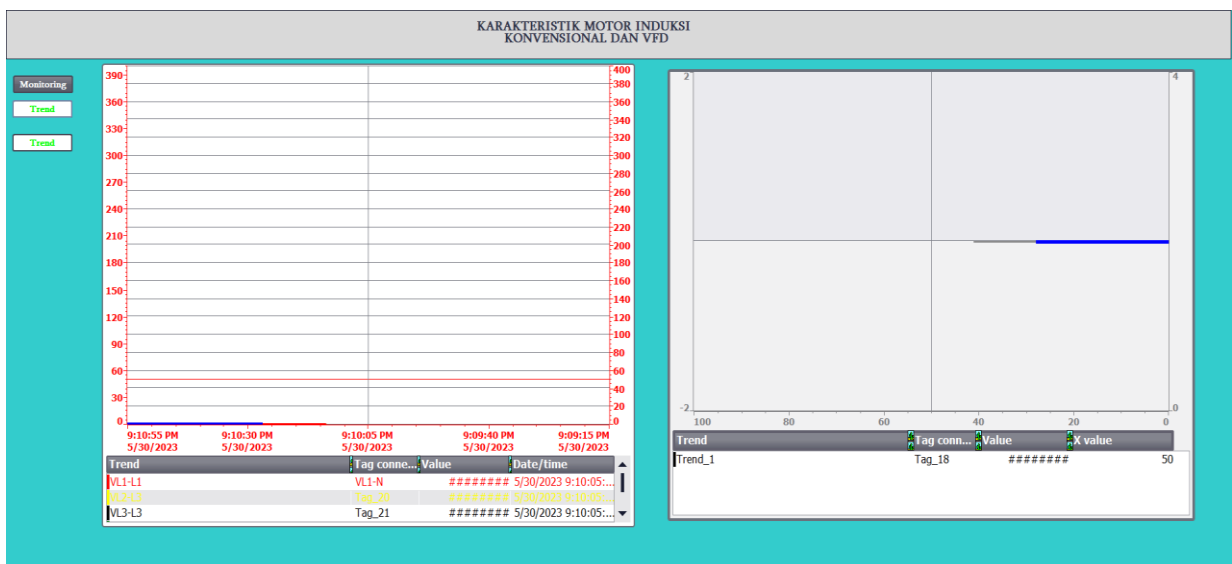 KARAKTERISTIK MOTOR INDUKSI
KONVENSIONAL DAN VFD
Monitoring
Trend
Trend
390
360
330
300
270
240
210
180
150
120
90
60
30
0
400
380
360
340
320
300
280
260
240
220
200
180
160
140
120
100
80
60
40
20
0
9:10:55 PM 9:10:30 PM 9:10:05 PM 9:09:40 PM 9:09:15 PM
5/30/2023 5/30/2023 5/30/2023 5/30/2023 5/30/2023
Trend Tag conne... Value Date/time
VL1-L1 VL1-N ######## 5/30/2023 9:10:05:...
Tag_20 ######## 5/30/2023 9:10:05:...
VL3-L3 Tag_21 ######## 5/30/2023 9:10:05:...
2 4
-2 0
100 80 60 40 20 0
Trend Tag conn... Value X value
Trend_1 Tag_18 ######## 50